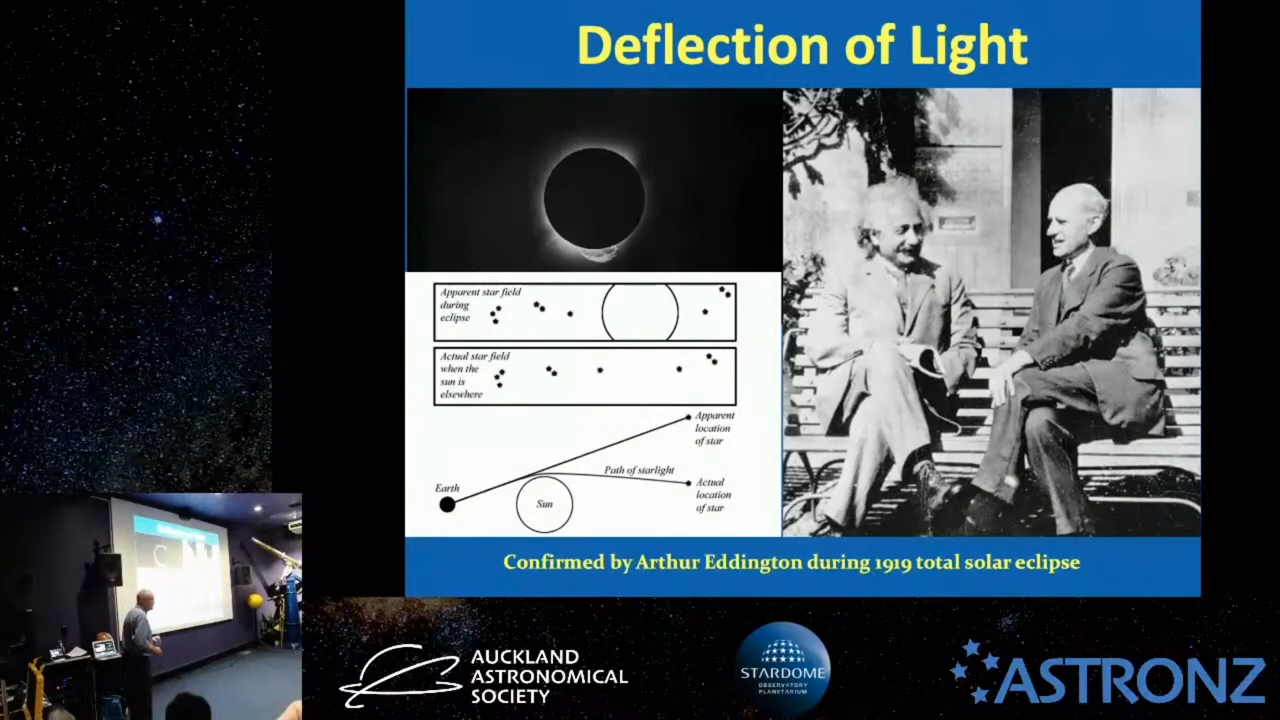 Deflection of Light
Apparent star field
during
eclipse
Actual star field
when the
sun is
elsewhere
Apparent
location
of star
Path of starlight
Earth
Sun
Actual
location
of star
Confirmed by Arthur Eddington during 1919 total solar eclipse
AUCKLAND
ASTRONOMICAL
SOCIETY
STARDOME
OBSERVATORY
PLANETARIUM
ASTRONZ